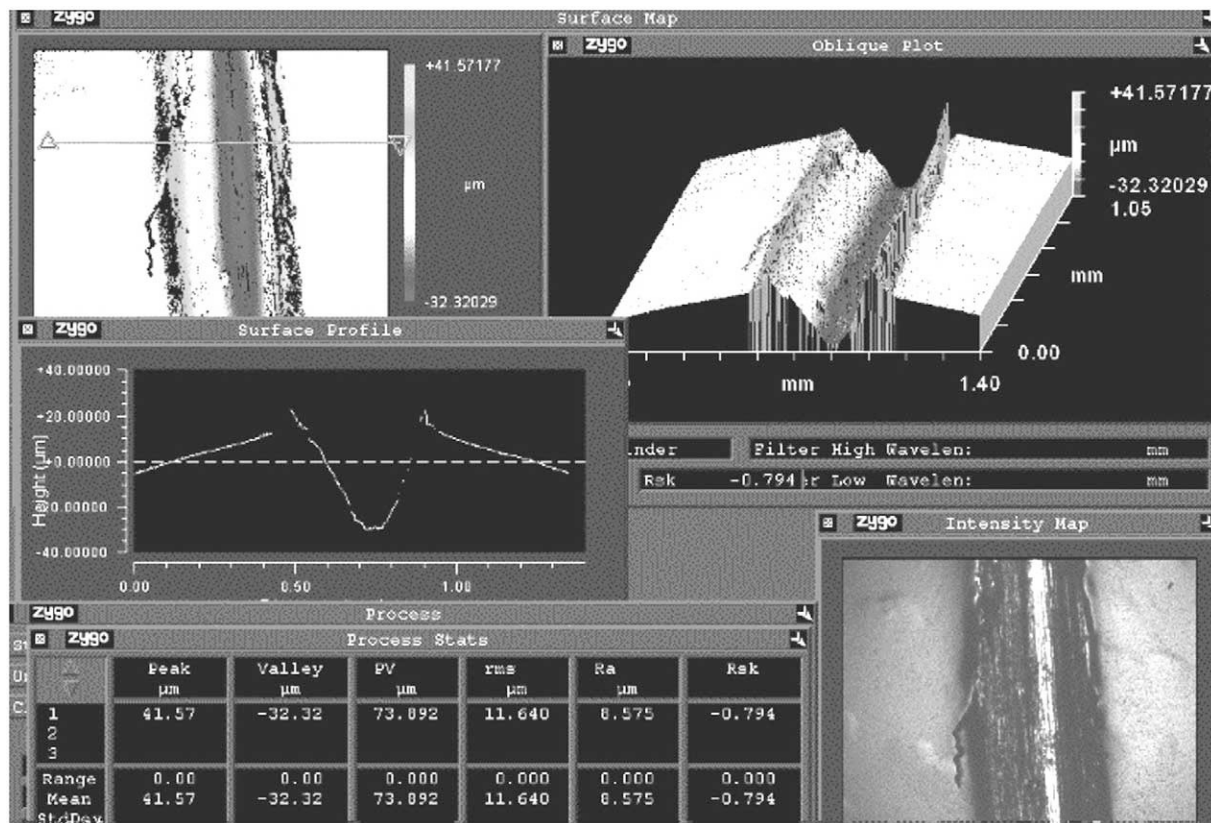 zygo Surface Map
+41.57177
µm
-32.32029
zygo Oblique Plot
+41.57177
µm
-32.32029
1.05
mm
0.00
mm
1.40
zygo Surface Profile
+40.00000
+20.00000
+0.00000
-40.00000
Height (µm)
0.00 0.50 1.00
inder Filter High Wavelen: mm
Rsk -0.794 er Low Wavelen: mm
zygo Intensity Map
zygo Process
zygo Process Stats
Peak Valley PV rms Ra Rsk
µm µm µm µm µm
1 41.57 -32.32 73.892 11.640 8.575 -0.794
2
3
Range 0.00 0.00 0.000 0.000 0.000 0.000
Mean 41.57 -32.32 73.892 11.640 8.575 -0.794
StdDev